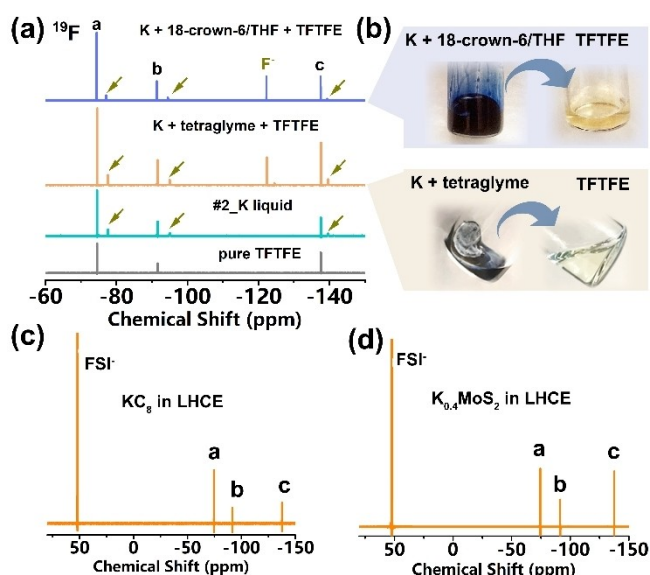 (a)
¹⁹F
a
K + 18-crown-6/THF + TFTFE
b
F⁻
c
K + tetraglyme + TFTFE
#2_K liquid
pure TFTFE
-60 -80 -100 -120 -140
Chemical Shift (ppm)
(b)
K + 18-crown-6/THF TFTFE
K + tetraglyme TFTFE
(c)
FSI⁻
KC₈ in LHCE
a
b
c
50 0 -50 -100 -150
Chemical Shift (ppm)
(d)
FSI⁻
K₀.₄MoS₂ in LHCE
a
b
c
50 0 -50 -100 -150
Chemical Shift (ppm)